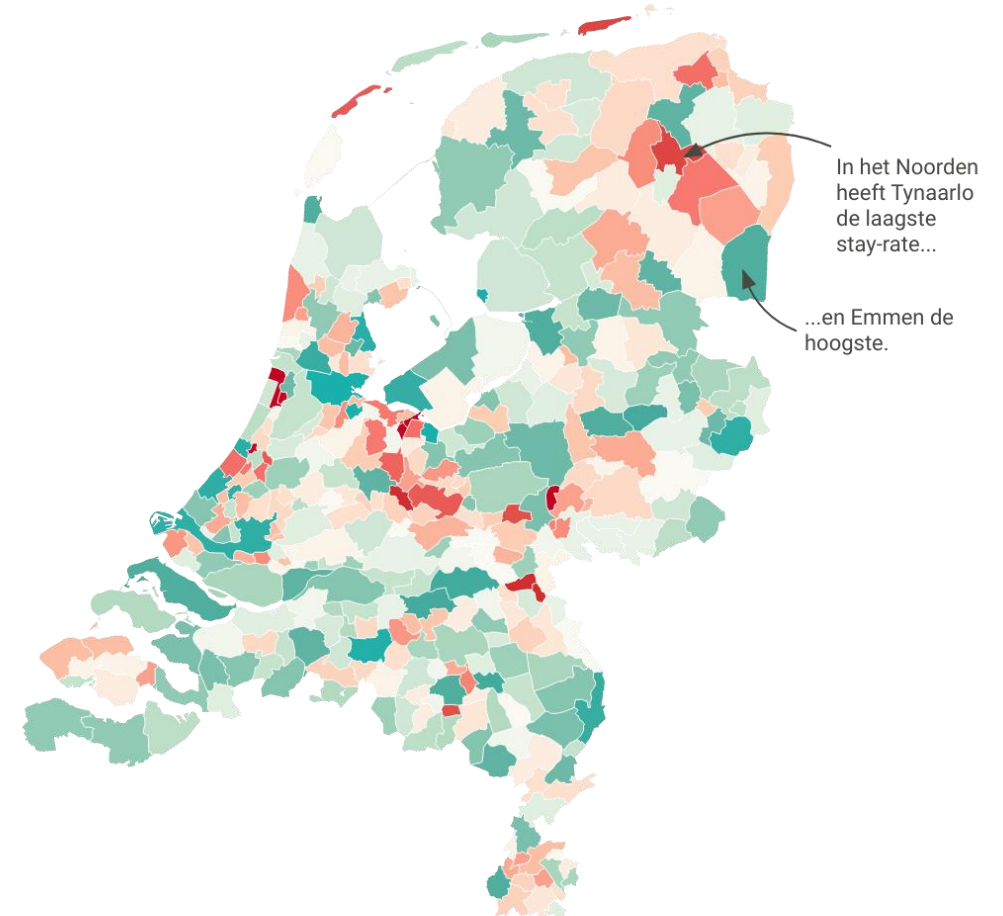 In het Noorden
heeft Tynaarlo
de laagste
stay-rate...
...en Emmen de
hoogste.